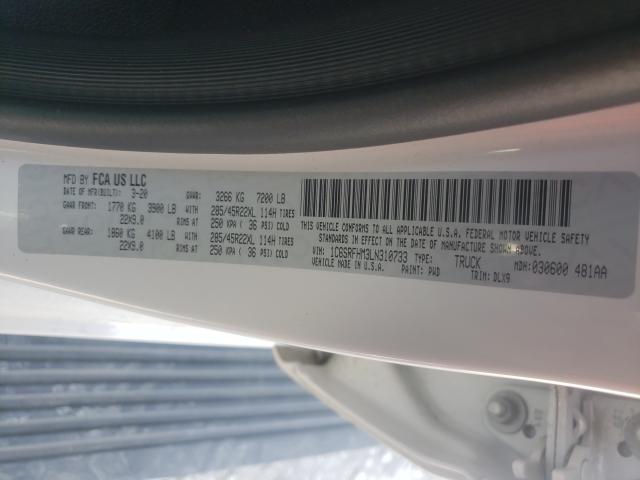 MFD BY FCA US LLC
DATE OF MFR(BUILT): 3-20 GVWR: 3266 KG 7200 LB
GAWR FRONT: 1770 KG 3900 LB WITH 285/45R22XL 114H TIRES
22X9.0 RIMS AT 250 KPA ( 36 PSI) COLD
GAWR REAR: 1860 KG 4100 LB WITH 285/45R22XL 114H TIRES
22X9.0 RIMS AT 250 KPA ( 36 PSI) COLD
THIS VEHICLE CONFORMS TO ALL APPLICABLE U.S.A. FEDERAL MOTOR VEHICLE SAFETY
STANDARDS IN EFFECT ON THE DATE OF MANUFACTURE SHOWN ABOVE.
VIN: 1C6SRFHM3LN310733 TYPE: TRUCK MDH: 030600 481AA
VEHICLE MADE IN U.S.A. PAINT: PWD TRIM: DLX9